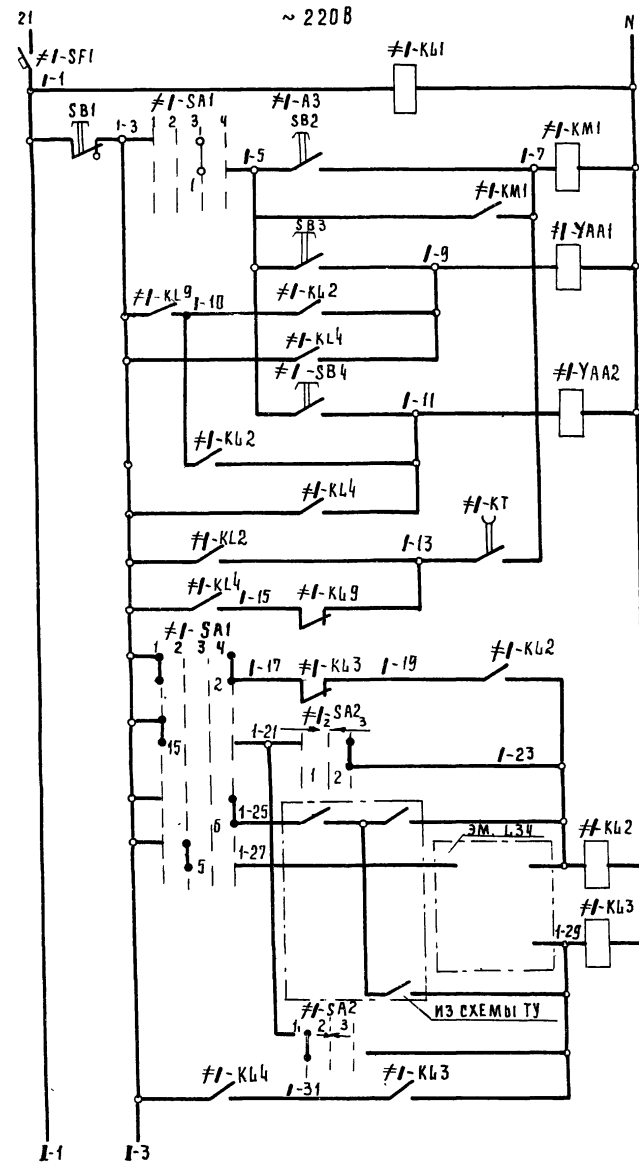 21
~ 220В
N
≠1-SF1
1-1
≠1-KL1
SB1
1-3
≠1-SA1
1 2 3 4
1
1-5
≠1-A3
SB2
1-7
≠1-KM1
≠1-KM1
SB3
1-9
≠1-YAA1
≠1-KL9
1-10
≠1-KL2
≠1-KL4
≠1-SB4
1-11
≠1-YAA2
≠1-KL2
≠1-KL4
≠1-KT
≠1-KL2
1-13
≠1-KL4
1-15
≠1-KL9
≠1-SA1
1 2 3 4
2
1-17
≠1-KL3
1-19
≠1-KL2
15
1-21
≠1-SA2
2 3
1 2
1-23
6
1-25
5
1-27
ЭМ. L34
≠1-KL2
≠1-KL3
1-29
ИЗ СХЕМЫ ТУ
≠1-SA2
1 2 3
≠1-KL4
1-31
≠1-KL3
1-1
1-3